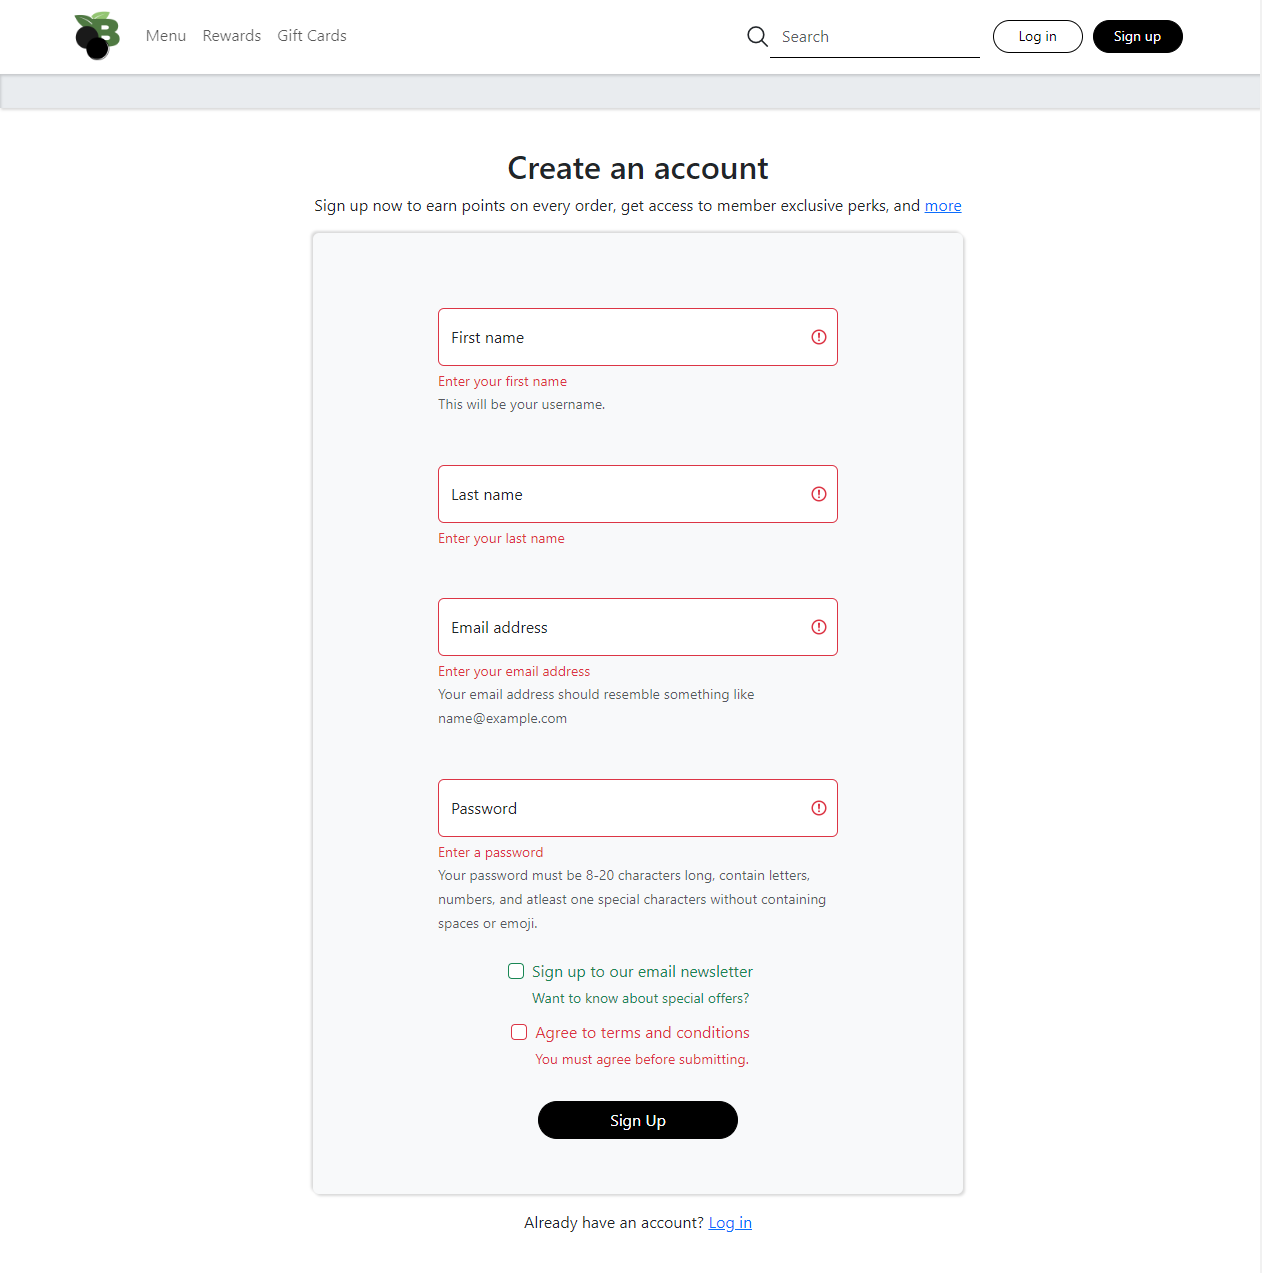 B
Menu Rewards Gift Cards Search Log in Sign up
Create an account
Sign up now to earn points on every order, get access to member exclusive perks, and more
First name
Enter your first name
This will be your username.
Last name
Enter your last name
Email address
Enter your email address
Your email address should resemble something like
name@example.com
Password
Enter a password
Your password must be 8-20 characters long, contain letters,
numbers, and atleast one special characters without containing
spaces or emoji.
Sign up to our email newsletter
Want to know about special offers?
Agree to terms and conditions
You must agree before submitting.
Sign Up
Already have an account? Log in